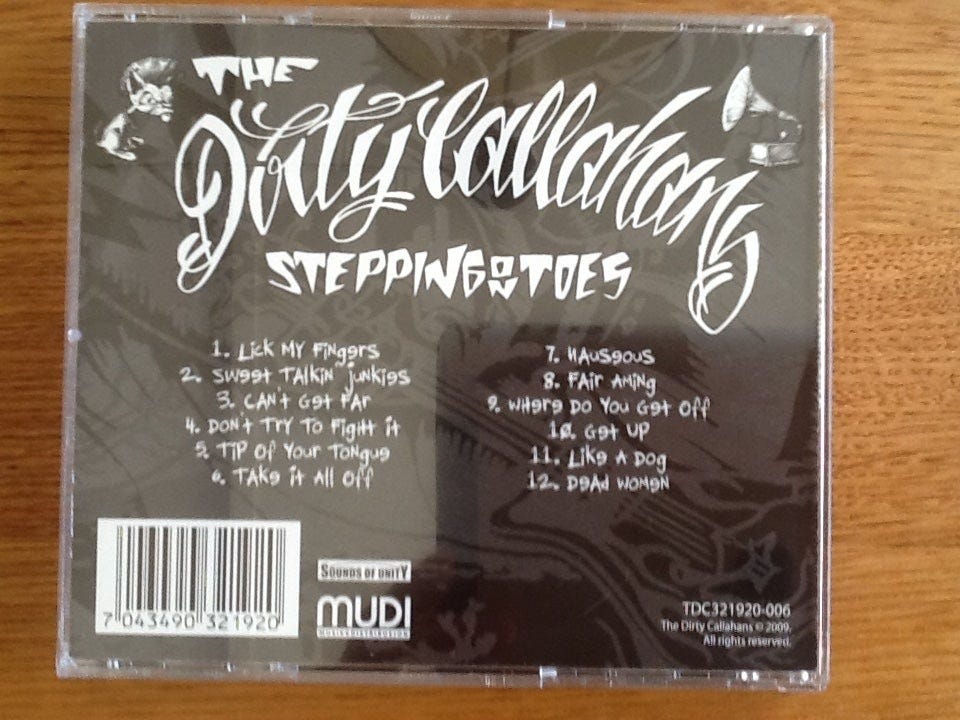 THE
Dirty Callahans
STEPPING ON TOES
1. Lick My Fingers
2. Sweet Talkin' Junkies
3. Can't Get Far
4. Don't Try To Fight It
5. Tip Of Your Tongue
6. Take It All Off
7. Nauseous
8. Fair Aming
9. Where Do You Get Off
10. Get Up
11. Like A Dog
12. Dead Women
7 043490 321920
SOUNDS OF UNITY
MUDI
MUSIKKDISTRIBUSJON
TDC321920-006
The Dirty Callahans © 2009.
All rights reserved.